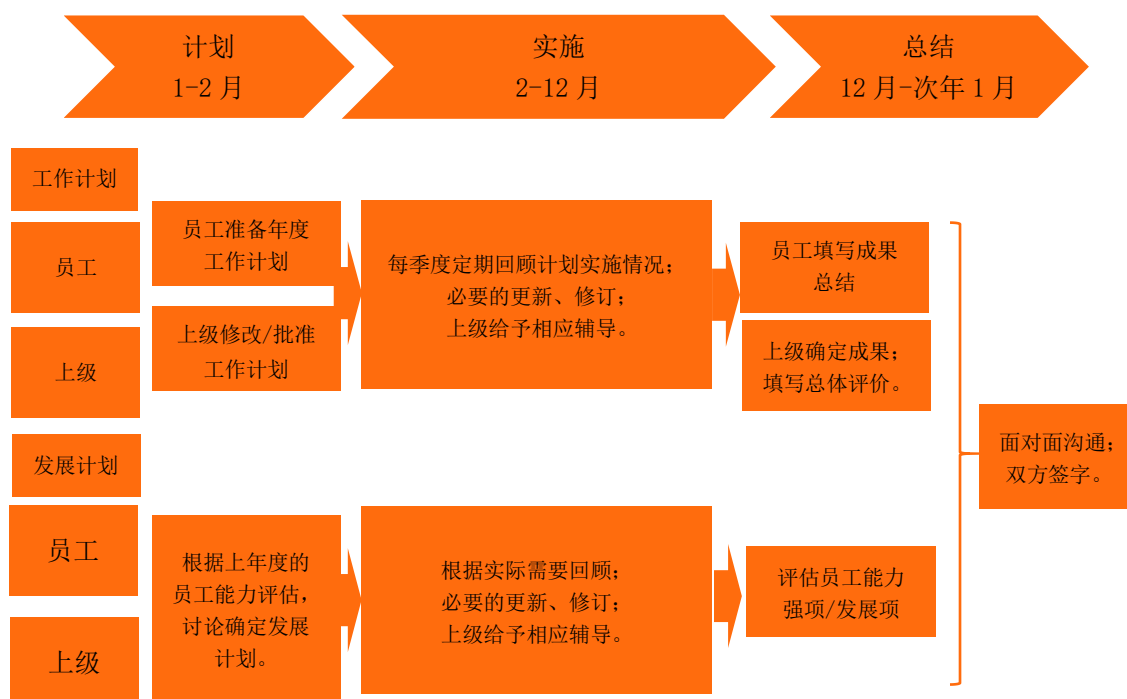 计划
1-2 月
实施
2-12 月
总结
12 月-次年 1 月
工作计划
员工
上级
员工准备年度
工作计划
上级修改/批准
工作计划
每季度定期回顾计划实施情况；
必要的更新、修订；
上级给予相应辅导。
员工填写成果
总结
上级确定成果；
填写总体评价。
发展计划
员工
上级
根据上年度的
员工能力评估，
讨论确定发展
计划。
根据实际需要回顾；
必要的更新、修订；
上级给予相应辅导。
评估员工能力
强项/发展项
面对面沟通；
双方签字。